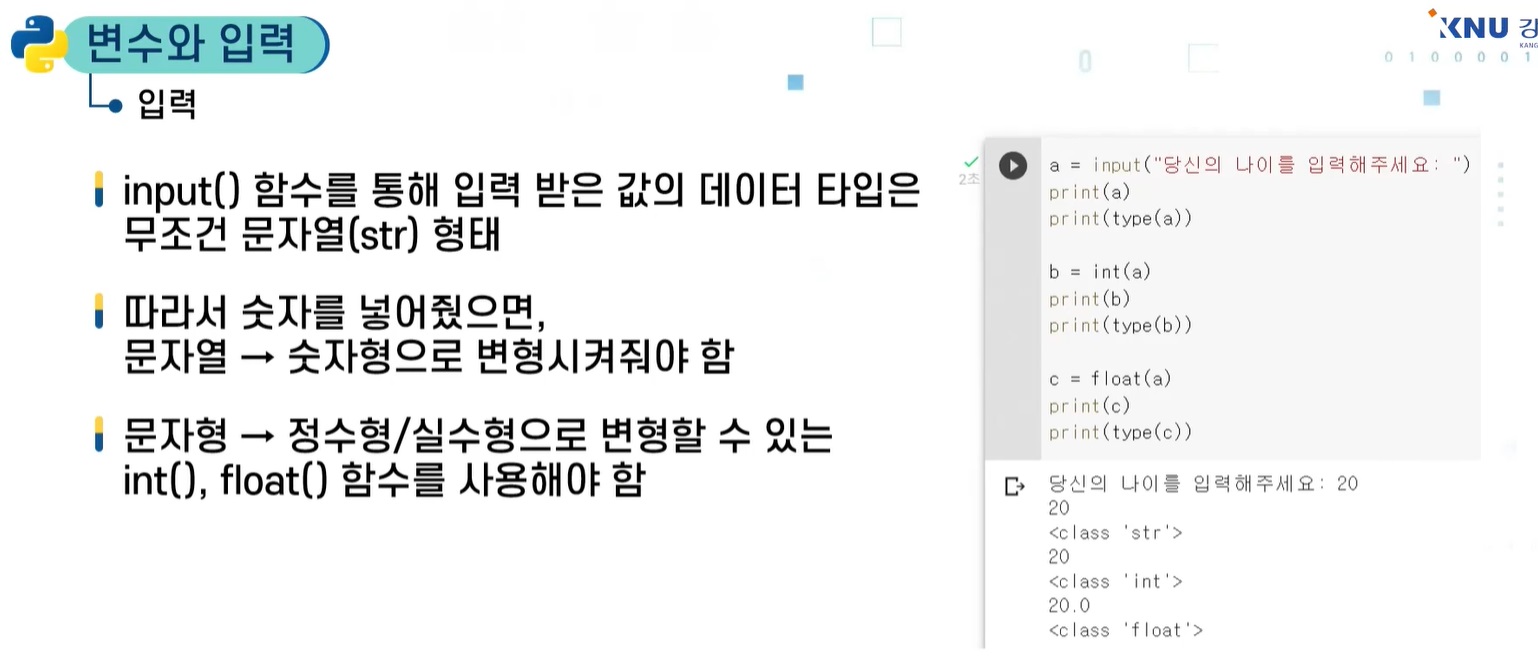 변수와 입력
KNU
KANG
0 1 0 0 0 0 1
0
입력
input() 함수를 통해 입력 받은 값의 데이터 타입은
무조건 문자열(str) 형태
따라서 숫자를 넣어줬으면,
문자열 → 숫자형으로 변형시켜줘야 함
문자형 → 정수형/실수형으로 변형할 수 있는
int(), float() 함수를 사용해야 함
2초
a = input("당신의 나이를 입력해주세요: ")
print(a)
print(type(a))
b = int(a)
print(b)
print(type(b))
c = float(a)
print(c)
print(type(c))
당신의 나이를 입력해주세요: 20
20
<class 'str'>
20
<class 'int'>
20.0
<class 'float'>